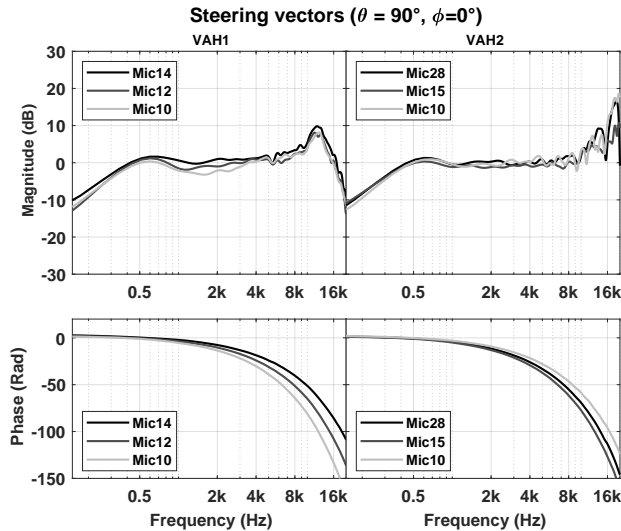 Steering vectors (θ = 90°, ϕ=0°)
VAH1
VAH2
Magnitude (dB)
30
20
10
0
-10
-20
-30
Mic14
Mic12
Mic10
Mic28
Mic15
Mic10
0.5 2k 4k 8k 16k
0.5 2k 4k 8k 16k
Phase (Rad)
0
-50
-100
-150
Mic14
Mic12
Mic10
Mic28
Mic15
Mic10
0.5 2k 4k 8k 16k
0.5 2k 4k 8k 16k
Frequency (Hz)
Frequency (Hz)